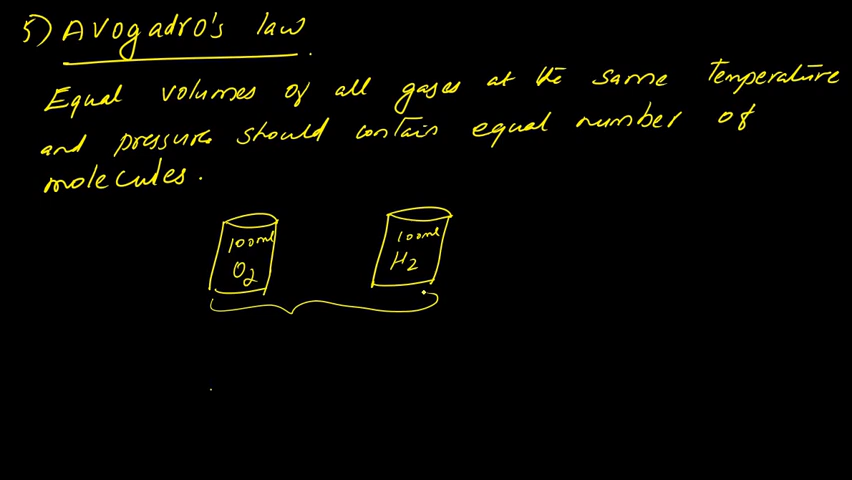 5) Avogadro's law.
Equal volumes of all gases at the same Temperature
and pressure should contain equal number of
molecules.
100ml 100ml
O2 H2